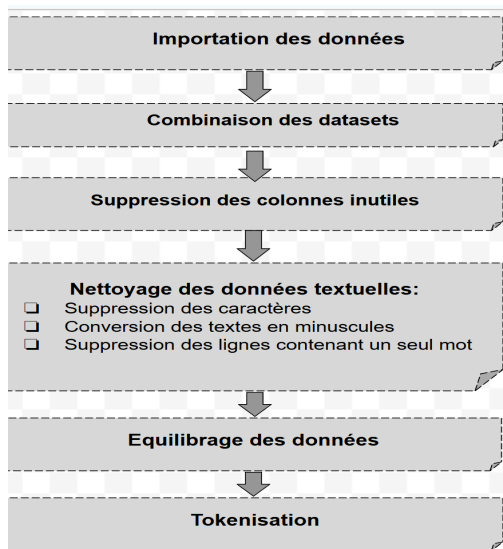 Importation des données
Combinaison des datasets
Suppression des colonnes inutiles
Nettoyage des données textuelles:
❑ Suppression des caractères
❑ Conversion des textes en minuscules
❑ Suppression des lignes contenant un seul mot
Equilibrage des données
Tokenisation